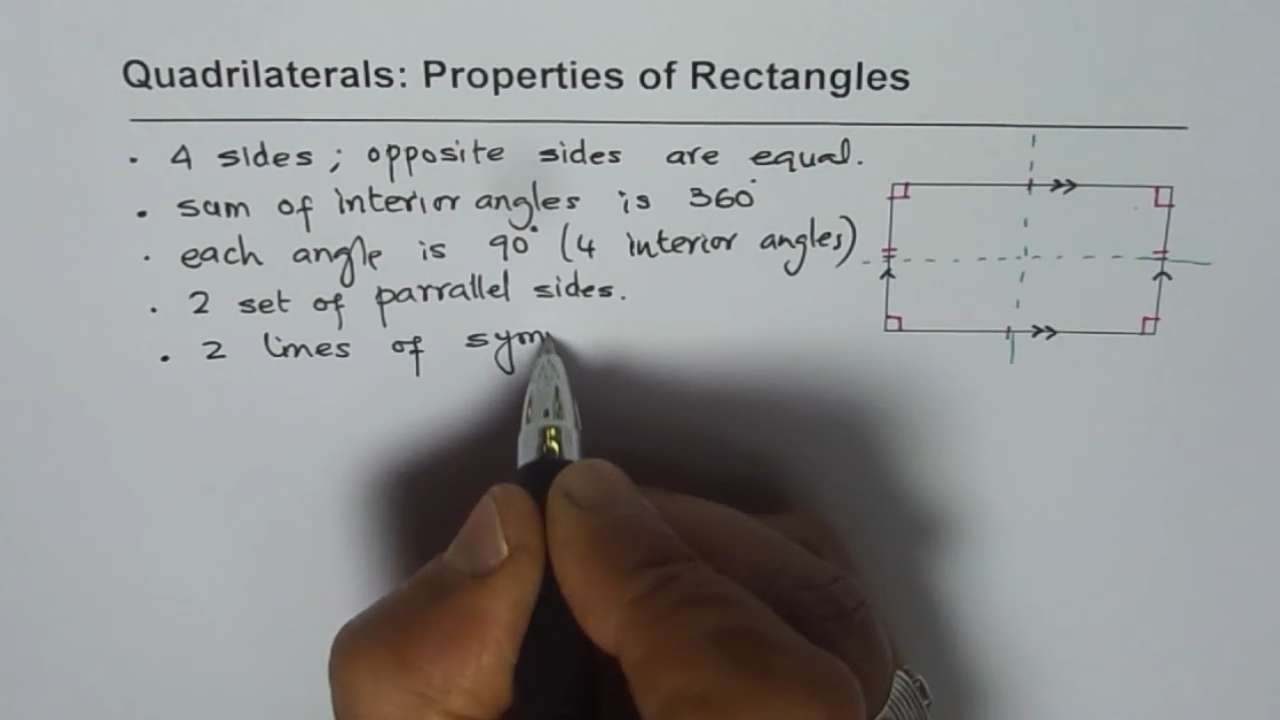 Quadrilaterals: Properties of Rectangles
• 4 sides ; opposite sides are equal.
• sum of interior angles is 360°
• each angle is 90° (4 interior angles)
• 2 set of parrallel sides.
• 2 lines of sym